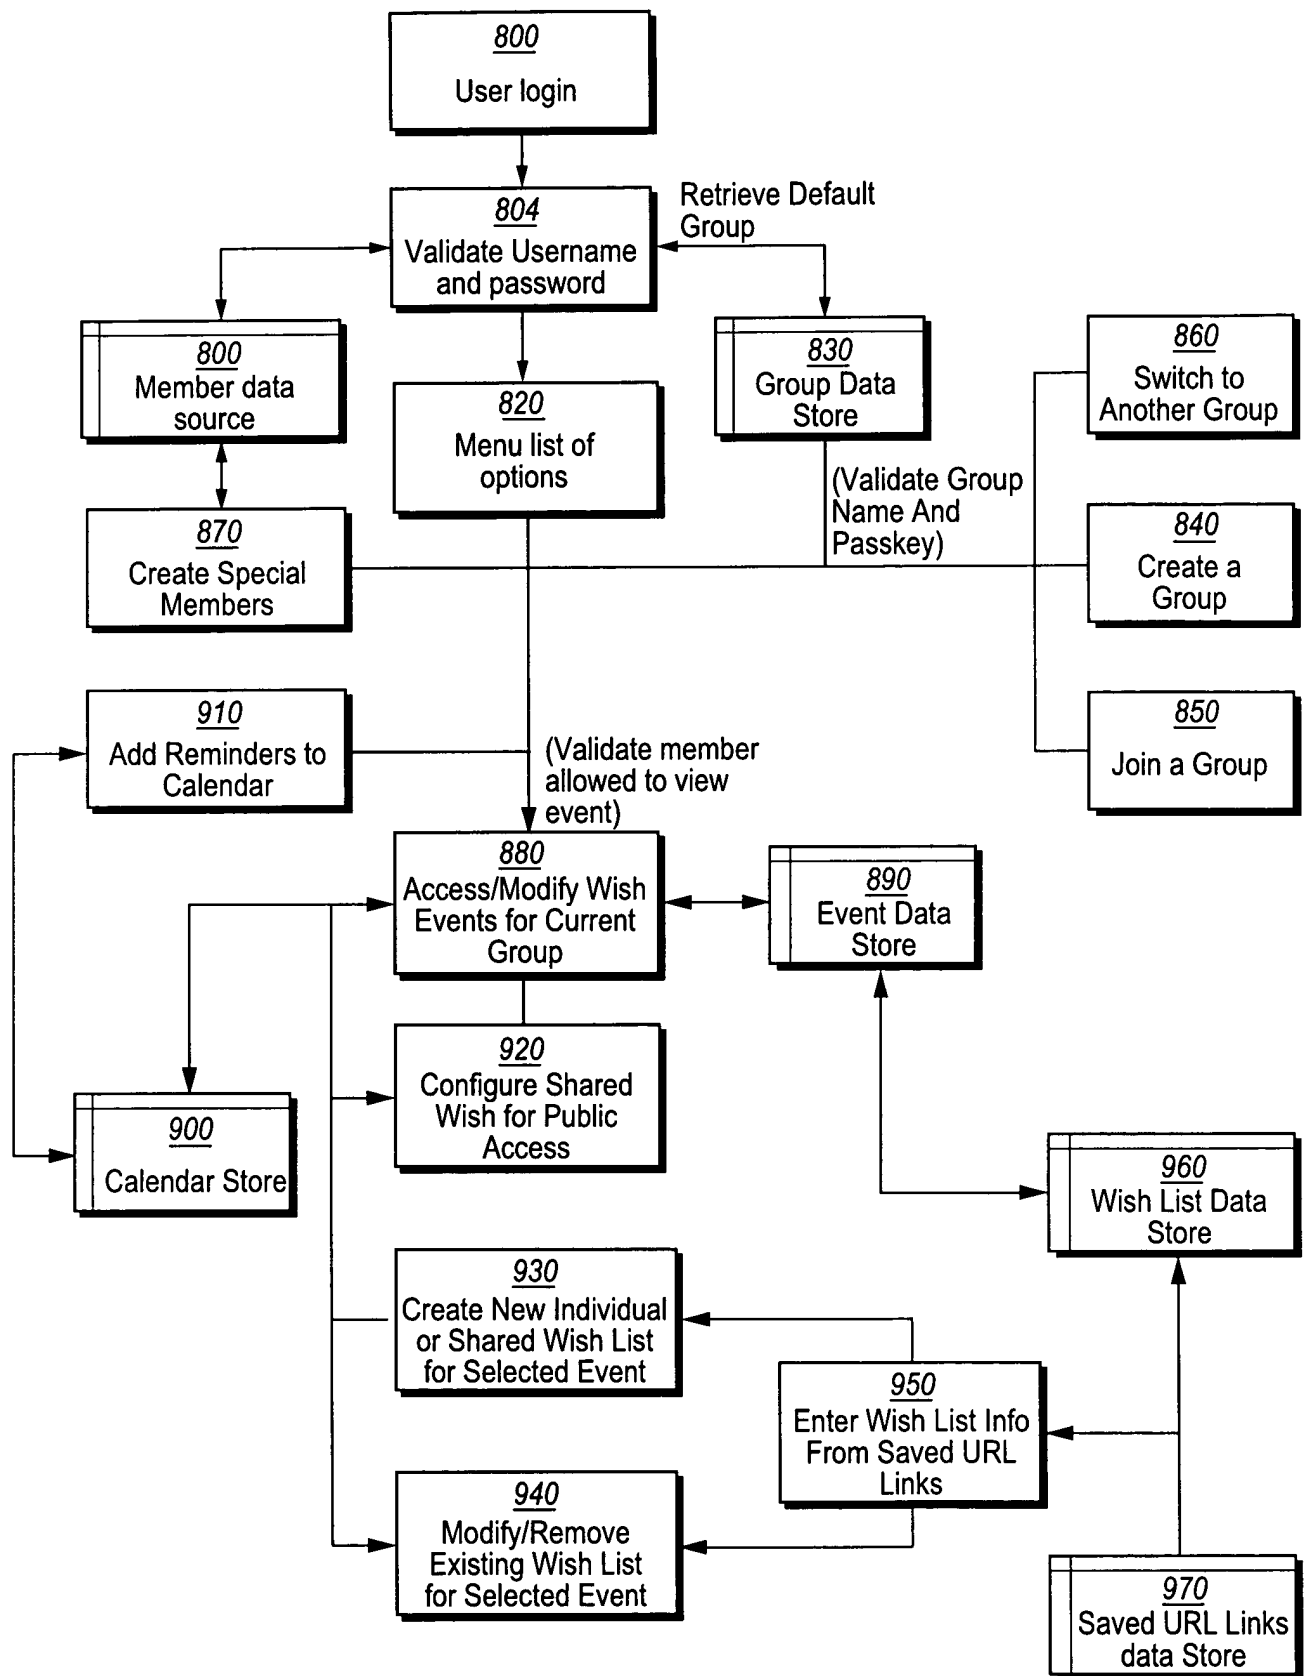 800
User login
804
Validate Username
and password
Retrieve Default
Group
800
Member data
source
820
Menu list of
options
830
Group Data
Store
860
Switch to
Another Group
(Validate Group
Name And
Passkey)
870
Create Special
Members
840
Create a
Group
850
Join a Group
910
Add Reminders to
Calendar
(Validate member
allowed to view
event)
880
Access/Modify Wish
Events for Current
Group
890
Event Data
Store
920
Configure Shared
Wish for Public
Access
900
Calendar Store
960
Wish List Data
Store
930
Create New Individual
or Shared Wish List
for Selected Event
950
Enter Wish List Info
From Saved URL
Links
940
Modify/Remove
Existing Wish List
for Selected Event
970
Saved URL Links
data Store